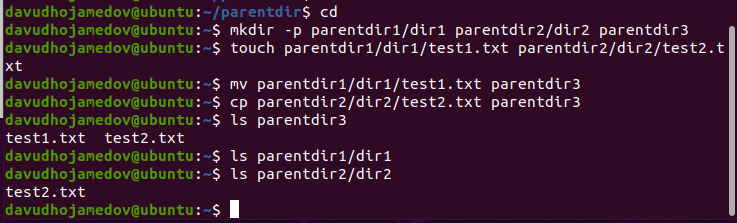 davudhojamedov@ubuntu:~/parentdir$ cd
davudhojamedov@ubuntu:~$ mkdir -p parentdir1/dir1 parentdir2/dir2 parentdir3
davudhojamedov@ubuntu:~$ touch parentdir1/dir1/test1.txt parentdir2/dir2/test2.t
xt
davudhojamedov@ubuntu:~$ mv parentdir1/dir1/test1.txt parentdir3
davudhojamedov@ubuntu:~$ cp parentdir2/dir2/test2.txt parentdir3
davudhojamedov@ubuntu:~$ ls parentdir3
test1.txt  test2.txt
davudhojamedov@ubuntu:~$ ls parentdir1/dir1
davudhojamedov@ubuntu:~$ ls parentdir2/dir2
test2.txt
davudhojamedov@ubuntu:~$